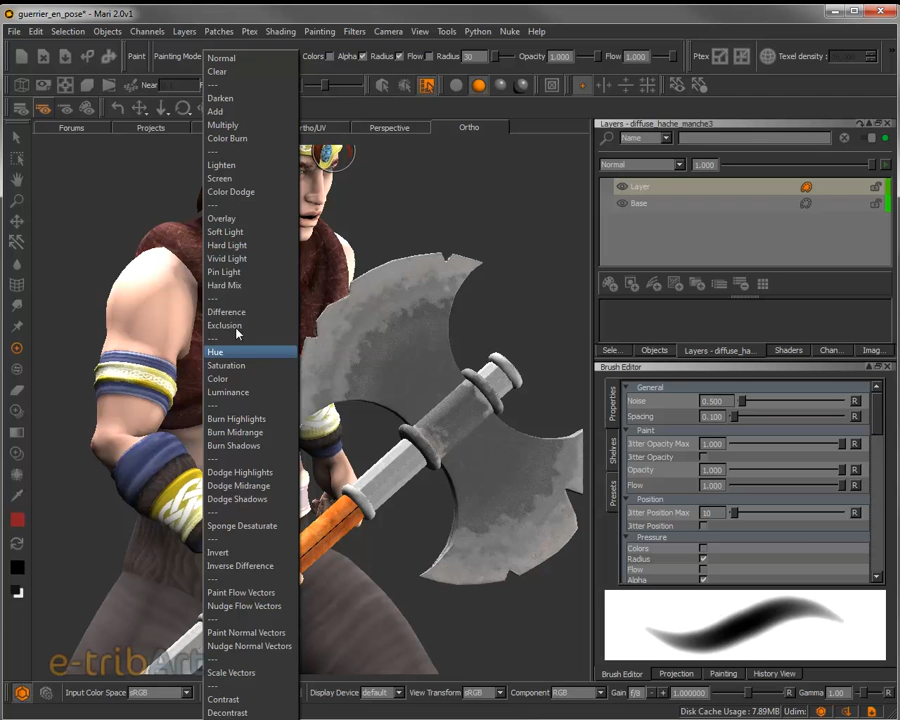 guerrier_en_pose* - Mari 2.0v1
File Edit Selection Objects Channels Layers Patches Ptex Shading Painting Filters Camera View Tools Python Nuke Help
Paint Painting Mode Colors Alpha Radius Flow Radius 30 Opacity 1.000 Flow 1.000 Ptex Texel density:
Near
Forums Projects rtho/UV Perspective Ortho
Normal
Clear
---
Darken
Add
Multiply
Color Burn
---
Lighten
Screen
Color Dodge
---
Overlay
Soft Light
Hard Light
Vivid Light
Pin Light
Hard Mix
---
Difference
Exclusion
---
Hue
Saturation
Color
Luminance
---
Burn Highlights
Burn Midrange
Burn Shadows
---
Dodge Highlights
Dodge Midrange
Dodge Shadows
---
Sponge Desaturate
---
Invert
Inverse Difference
---
Paint Flow Vectors
Nudge Flow Vectors
---
Paint Normal Vectors
Nudge Normal Vectors
---
Scale Vectors
---
Contrast
Decontrast
Layers - diffuse_hache_manche3
Name
Normal 1.000
Layer
Base
Sele... Objects Layers - diffuse_ha... Shaders Chan... Imag...
Brush Editor
Properties
Shelves
Presets
General
Noise 0.500 R
Spacing 0.100 R
Paint
Jitter Opacity Max 1.000 R
Jitter Opacity
Opacity 1.000 R
Flow 1.000 R
Position
Jitter Position Max 10 R
Jitter Position
Pressure
Colors
Radius
Flow
Alpha
Brush Editor Projection Painting History View
e-tribArt
Input Color Space sRGB Display Device default View Transform sRGB Component RGB Gain f/8 1.000000 R Gamma 1.00 R
Disk Cache Usage : 7.89MB Udim: